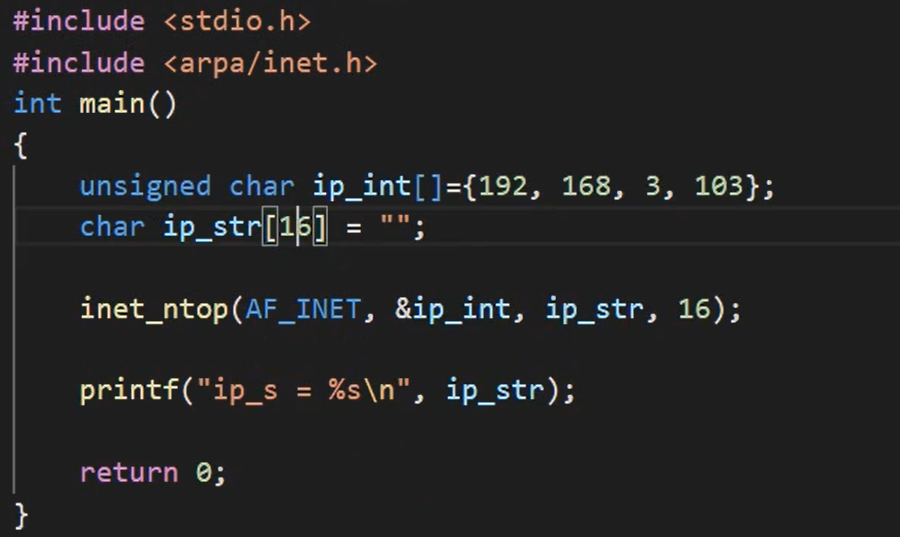 #include <stdio.h>
#include <arpa/inet.h>
int main()
{
    unsigned char ip_int[]={192, 168, 3, 103};
    char ip_str[16] = "";
    inet_ntop(AF_INET, &ip_int, ip_str, 16);
    printf("ip_s = %s\n", ip_str);
    return 0;
}